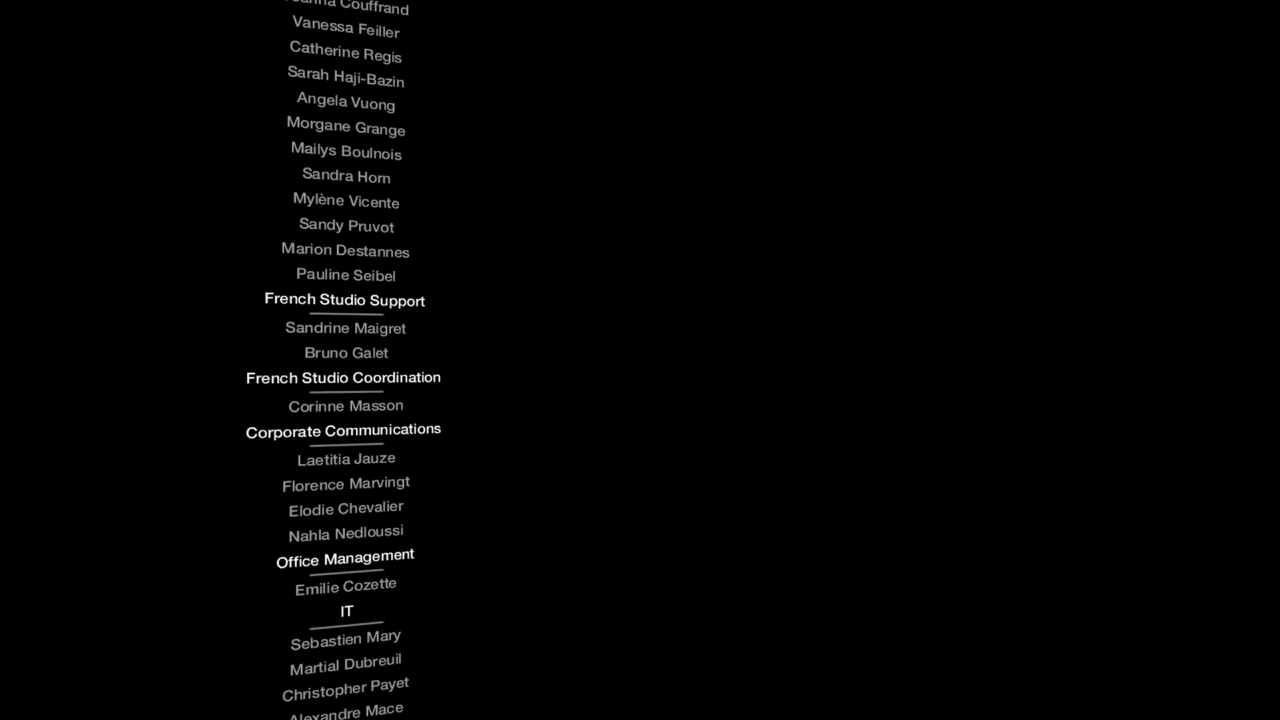 Couffrand
Vanessa Feiller
Catherine Regis
Sarah Haji-Bazin
Angela Vuong
Morgane Grange
Mailys Boulnois
Sandra Horn
Mylène Vicente
Sandy Pruvot
Marion Destannes
Pauline Seibel
French Studio Support
Sandrine Maigret
Bruno Galet
French Studio Coordination
Corinne Masson
Corporate Communications
Laetitia Jauze
Florence Marvingt
Elodie Chevalier
Nahla Nedloussi
Office Management
Emilie Cozette
IT
Sebastien Mary
Martial Dubreuil
Christopher Payet
Alexandre Mace